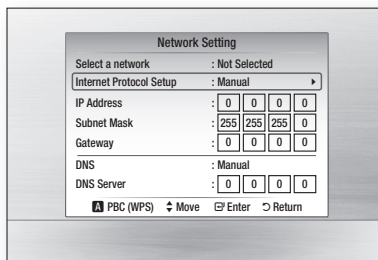 Network Setting
Select a network : Not Selected
Internet Protocol Setup : Manual
IP Address : 0 0 0 0
Subnet Mask : 255 255 255 0
Gateway : 0 0 0 0
DNS : Manual
DNS Server : 0 0 0 0
A PBC (WPS) Move Enter Return